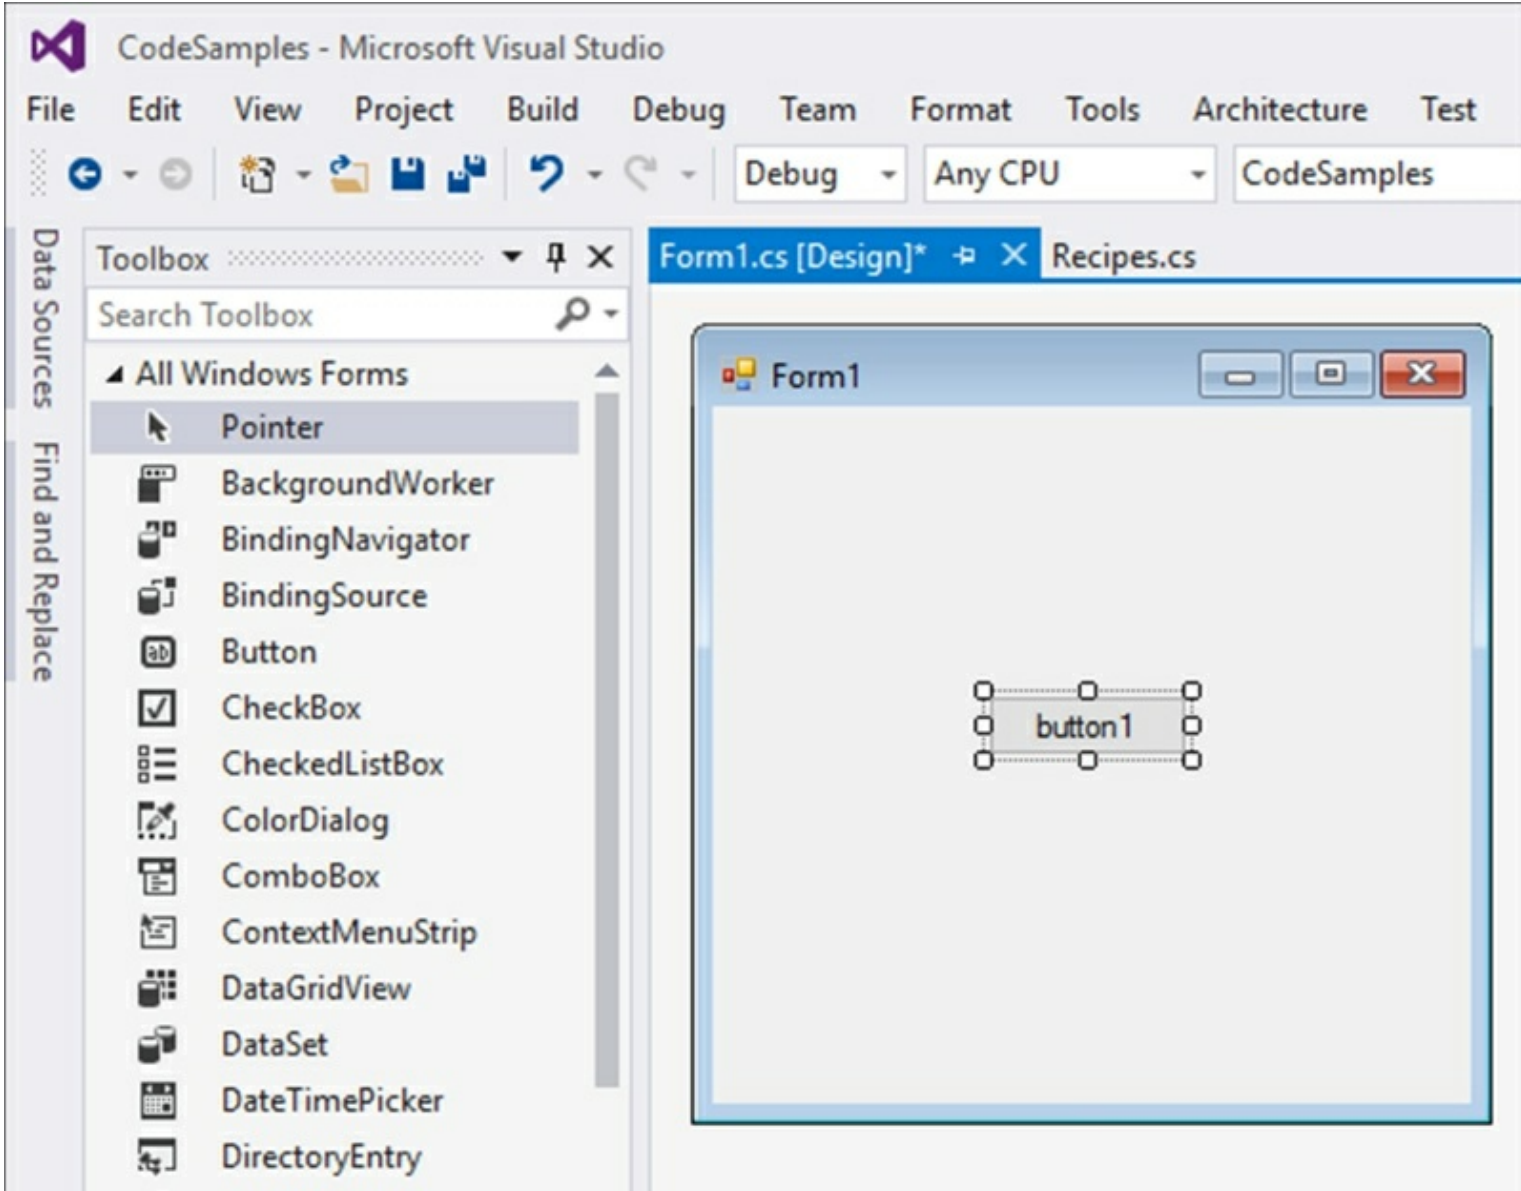 CodeSamples - Microsoft Visual Studio
File Edit View Project Build Debug Team Format Tools Architecture Test
Debug Any CPU CodeSamples
Data Sources
Find and Replace
Toolbox
Search Toolbox
All Windows Forms
Pointer
BackgroundWorker
BindingNavigator
BindingSource
Button
CheckBox
CheckedListBox
ColorDialog
ComboBox
ContextMenuStrip
DataGridView
DataSet
DateTimePicker
DirectoryEntry
Form1.cs [Design]* Recipes.cs
Form1
button1